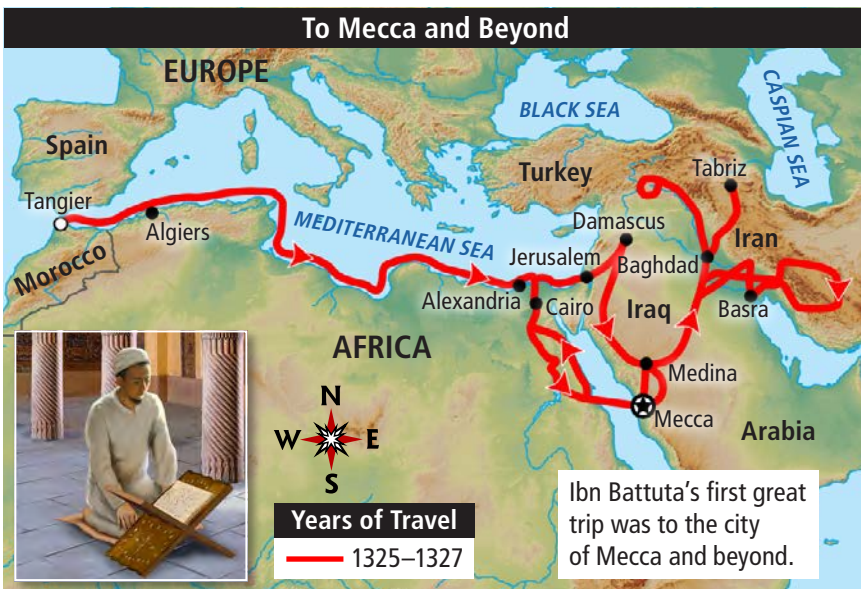 To Mecca and Beyond
EUROPE
CASPIAN SEA
BLACK SEA
Spain
Turkey
Tabriz
Tangier
Algiers
MEDITERRANEAN SEA
Damascus
Iran
Morocco
Jerusalem
Baghdad
Alexandria
Cairo
Iraq
Basra
AFRICA
Medina
Mecca
Arabia
N
W
E
S
Years of Travel
1325–1327
Ibn Battuta's first great
trip was to the city
of Mecca and beyond.